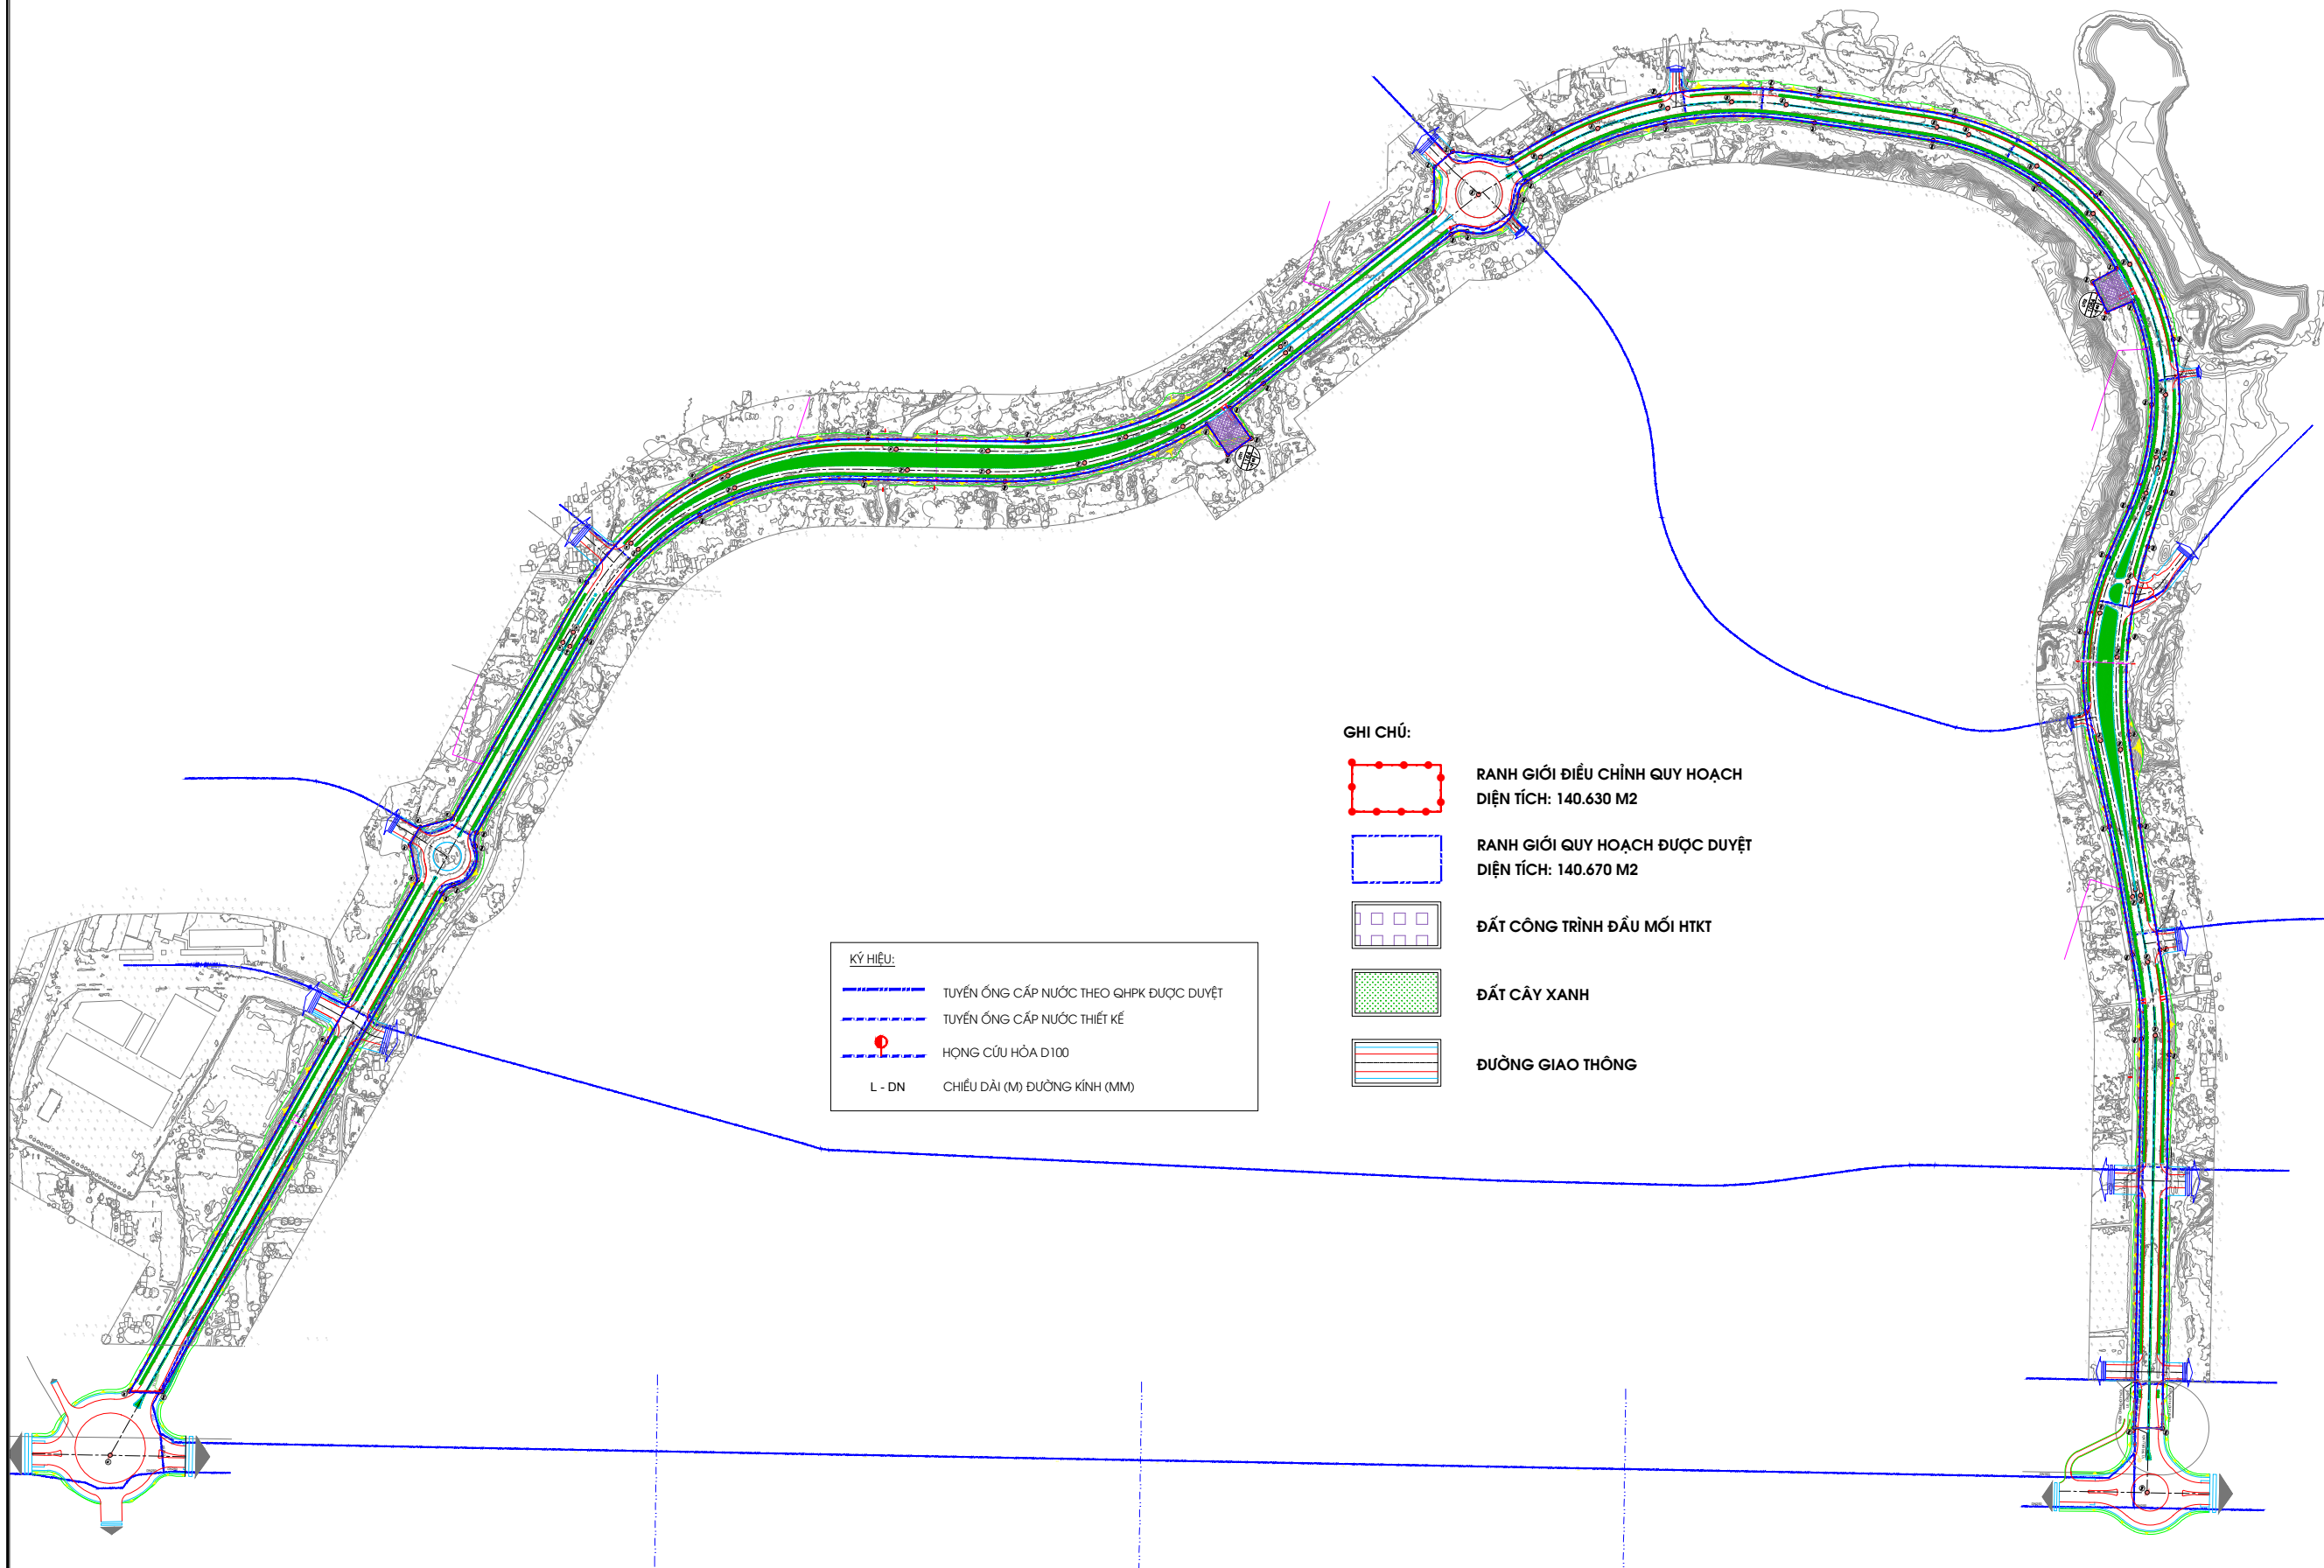 GHI CHÚ:
RANH GIỚI ĐIỀU CHỈNH QUY HOẠCH
DIỆN TÍCH: 140.630 M2
RANH GIỚI QUY HOẠCH ĐƯỢC DUYỆT
DIỆN TÍCH: 140.670 M2
ĐẤT CÔNG TRÌNH ĐẦU MỐI HTKT
ĐẤT CÂY XANH
ĐƯỜNG GIAO THÔNG
KÝ HIỆU:
TUYẾN ỐNG CẤP NƯỚC THEO QHPK ĐƯỢC DUYỆT
TUYẾN ỐNG CẤP NƯỚC THIẾT KẾ
HỌNG CỨU HỎA D100
L - DN CHIỀU DÀI (M) ĐƯỜNG KÍNH (MM)